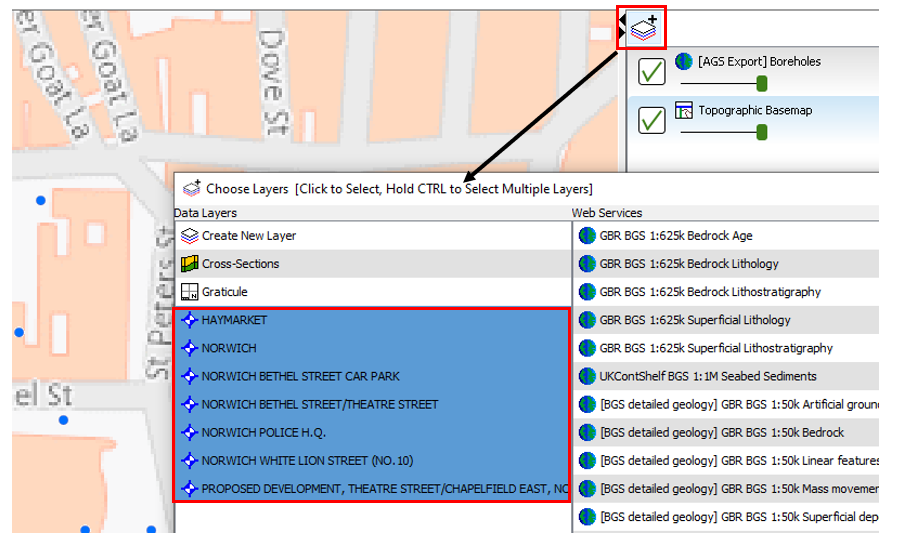 er Goat La
er Goat La
Dove St
St Peters St
el St
[AGS Export] Boreholes
Topographic Basemap
Choose Layers [Click to Select, Hold CTRL to Select Multiple Layers]
Data Layers
Create New Layer
Cross-Sections
Graticule
HAYMARKET
NORWICH
NORWICH BETHEL STREET CAR PARK
NORWICH BETHEL STREET/THEATRE STREET
NORWICH POLICE H.Q.
NORWICH WHITE LION STREET (NO.10)
PROPOSED DEVELOPMENT, THEATRE STREET/CHAPELFIELD EAST, NO
Web Services
GBR BGS 1:625k Bedrock Age
GBR BGS 1:625k Bedrock Lithology
GBR BGS 1:625k Bedrock Lithostratigraphy
GBR BGS 1:625k Superficial Lithology
GBR BGS 1:625k Superficial Lithostratigraphy
UKContShelf BGS 1:1M Seabed Sediments
[BGS detailed geology] GBR BGS 1:50k Artificial groun
[BGS detailed geology] GBR BGS 1:50k Bedrock
[BGS detailed geology] GBR BGS 1:50k Linear features
[BGS detailed geology] GBR BGS 1:50k Mass movemen
[BGS detailed geology] GBR BGS 1:50k Superficial dep